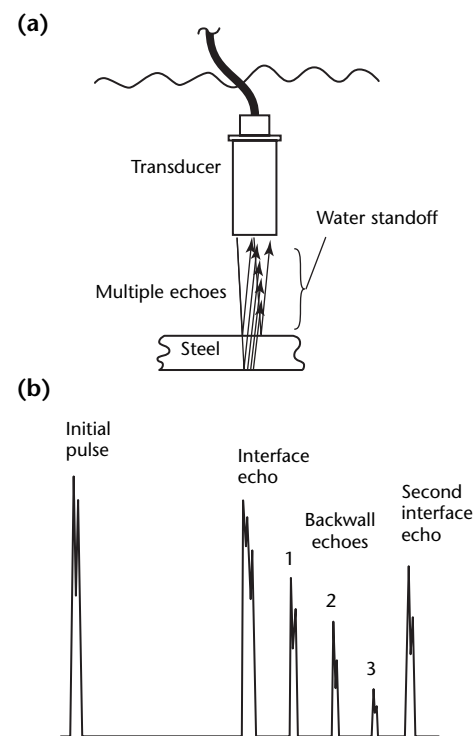 (a)
Transducer
Water standoff
Multiple echoes
Steel
(b)
Initial
pulse
Interface
echo
Backwall
echoes
Second
interface
echo
1
2
3